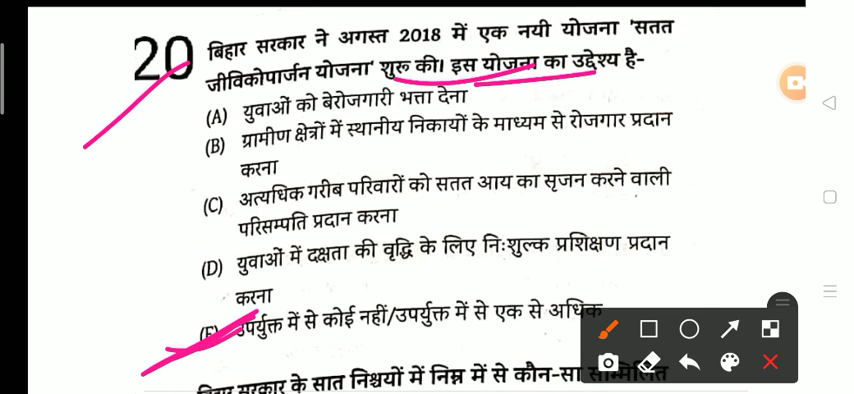 20 बिहार सरकार ने अगस्त 2018 में एक नयी योजना 'सतत
जीविकोपार्जन योजना' शुरू की। इस योजना का उद्देश्य है-
(A) युवाओं को बेरोजगारी भत्ता देना
(B) ग्रामीण क्षेत्रों में स्थानीय निकायों के माध्यम से रोजगार प्रदान
करना
(C) अत्यधिक गरीब परिवारों को सतत आय का सृजन करने वाली
परिसम्पति प्रदान करना
(D) युवाओं में दक्षता की वृद्धि के लिए निःशुल्क प्रशिक्षण प्रदान
करना
(E) उपर्युक्त में से कोई नहीं/उपर्युक्त में से एक से अधिक
बिहार सरकार के सात निश्चयों में निम्न में से कौन-सा सम्मिलित